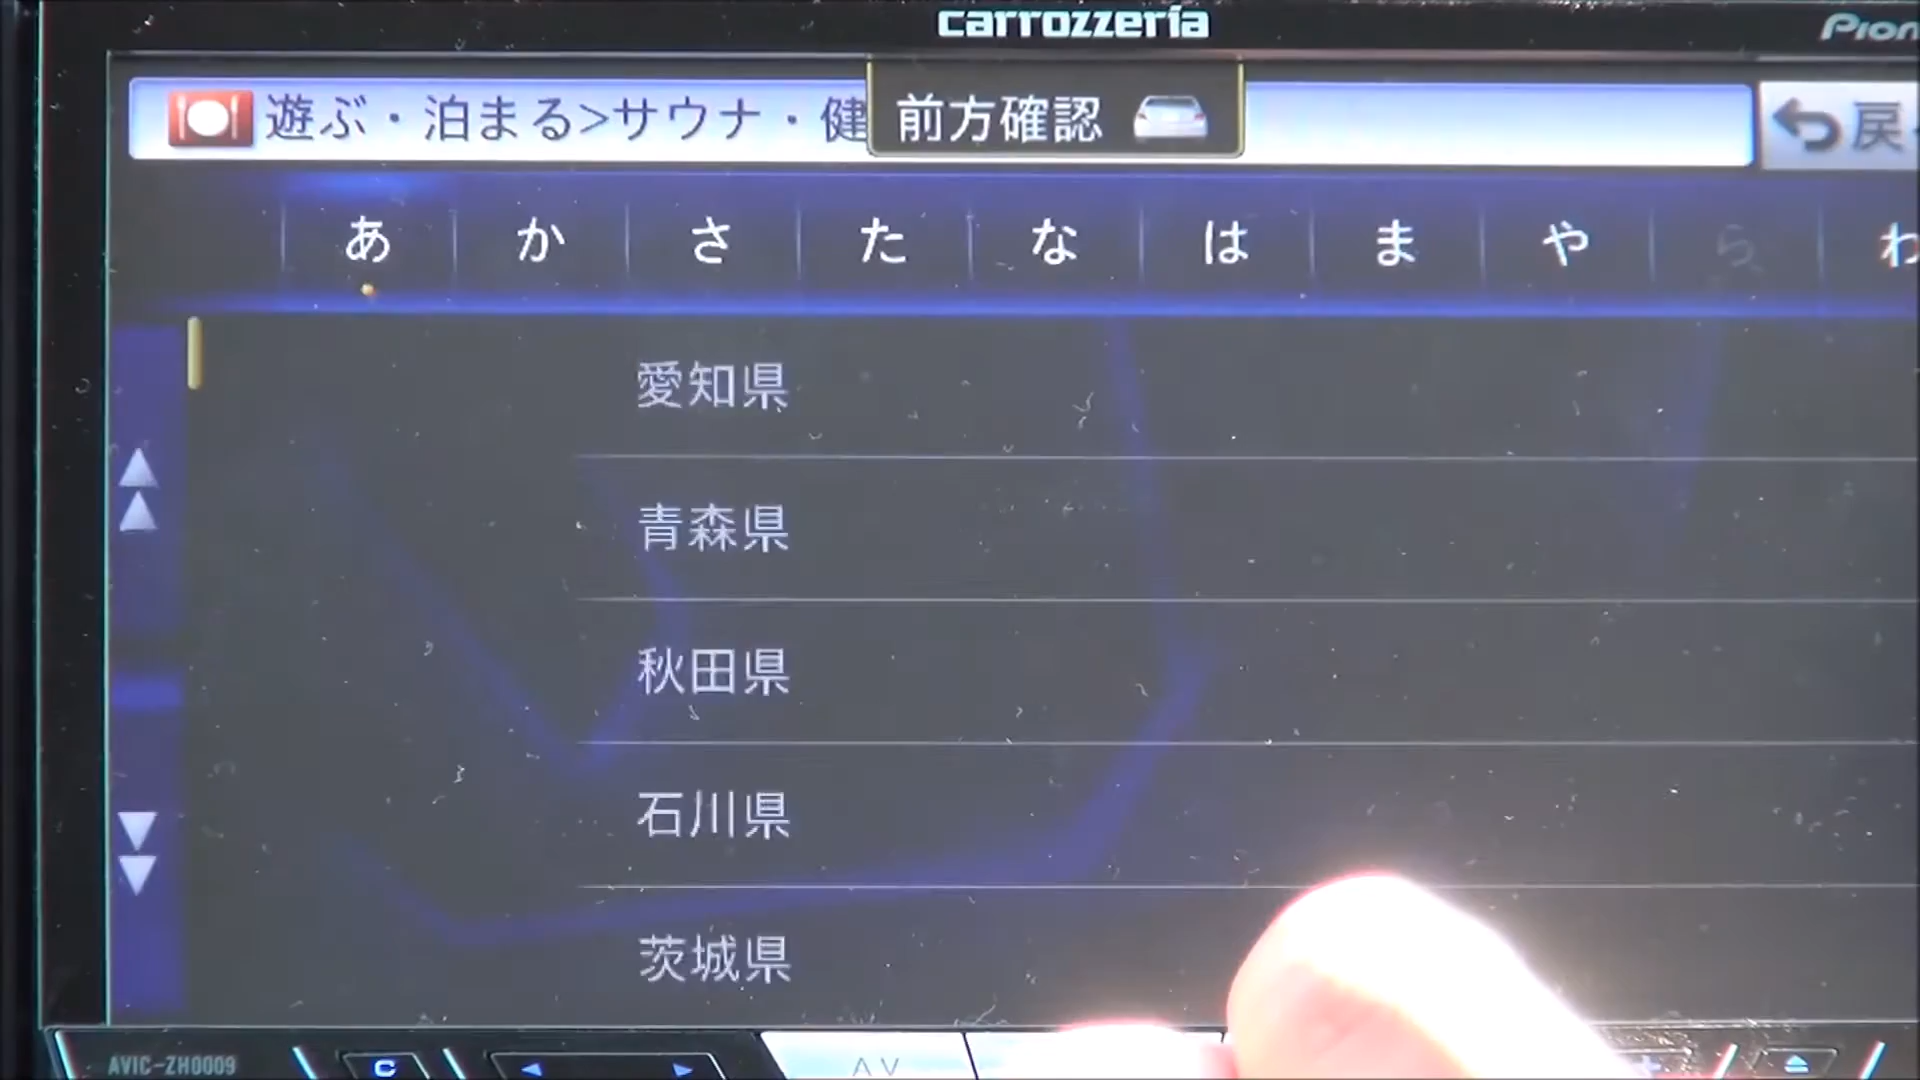 carrozzeria
Pion
遊ぶ・泊まる>サウナ・健
前方確認
戻
あ か さ た な は ま や ら わ
愛知県
青森県
秋田県
石川県
茨城県
AVIC-ZH0009
C
AV